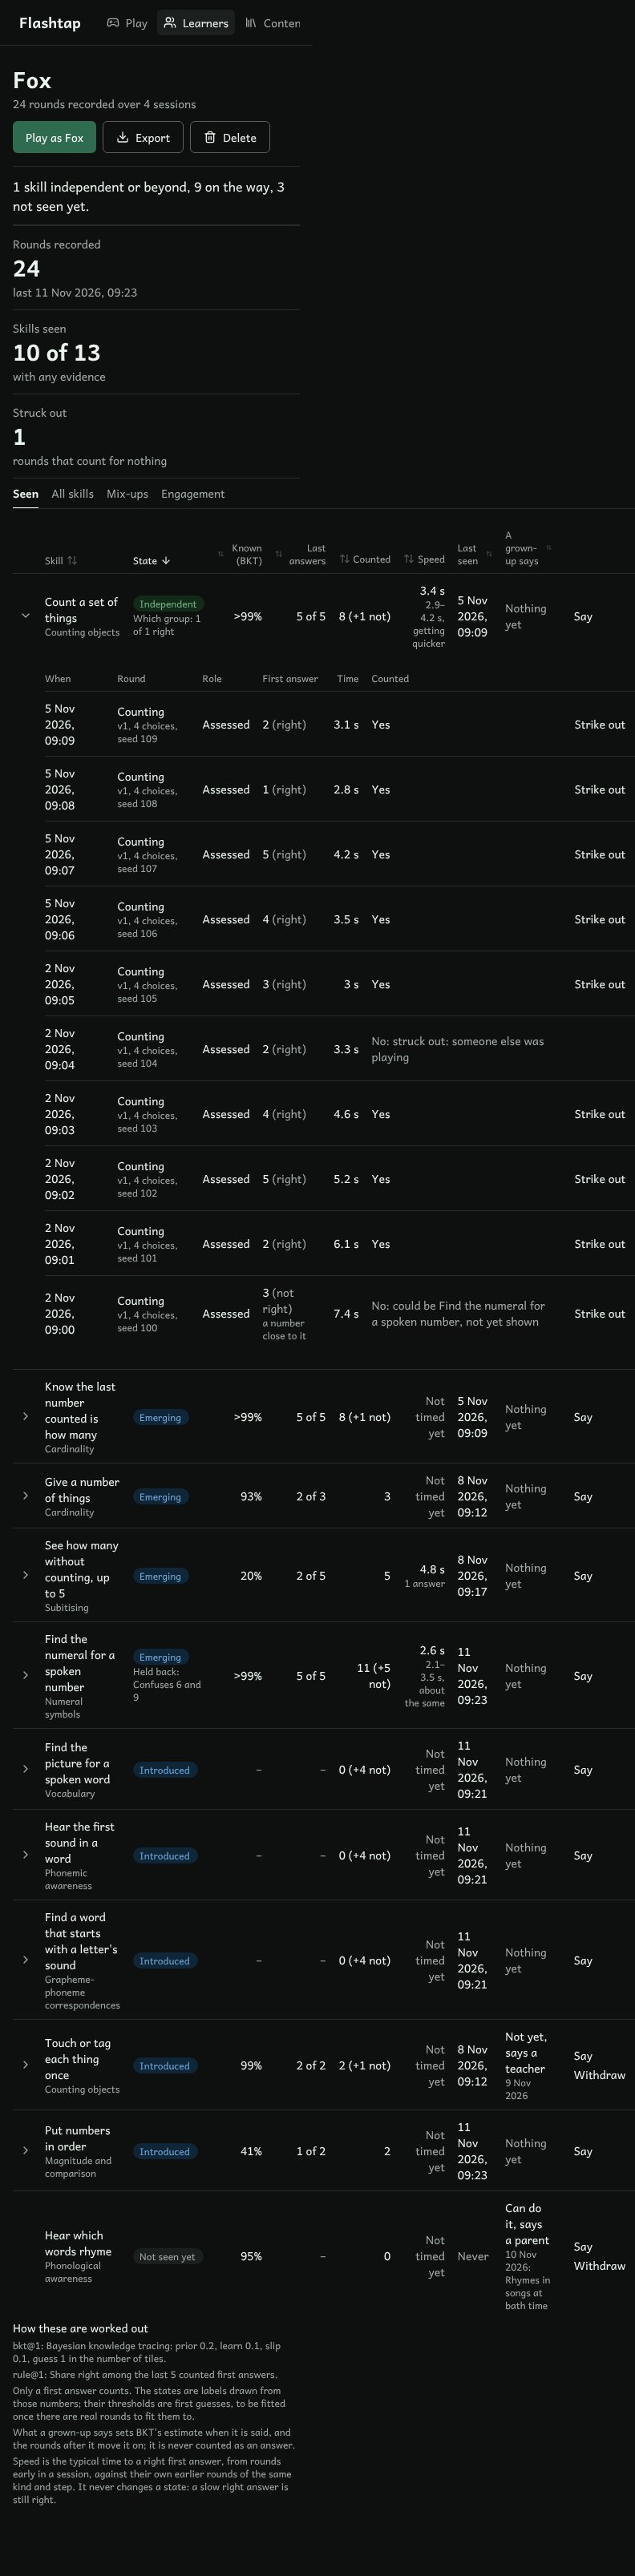 Flashtap
Play
Learners
Conten
Fox
24 rounds recorded over 4 sessions
Play as Fox
Export
Delete
1 skill independent or beyond, 9 on the way, 3
not seen yet.
Rounds recorded
24
last 11 Nov 2026, 09:23
Skills seen
10 of 13
with any evidence
Struck out
1
rounds that count for nothing
Seen
All skills
Mix-ups
Engagement
Skill
State
Known
(BKT)
Last
answers
Counted
Speed
Last
seen
A
grown-
up says
Count a set of
things
Counting objects
Independent
Which group: 1
of 1 right
>99%
5 of 5
8 (+1 not)
3.4 s
2.9–
4.2 s,
getting
quicker
5 Nov
2026,
09:09
Nothing
yet
Say
When
Round
Role
First answer
Time
Counted
5 Nov
2026,
09:09
Counting
v1, 4 choices,
seed 109
Assessed
2 (right)
3.1 s
Yes
Strike out
5 Nov
2026,
09:08
Counting
v1, 4 choices,
seed 108
Assessed
1 (right)
2.8 s
Yes
Strike out
5 Nov
2026,
09:07
Counting
v1, 4 choices,
seed 107
Assessed
5 (right)
4.2 s
Yes
Strike out
5 Nov
2026,
09:06
Counting
v1, 4 choices,
seed 106
Assessed
4 (right)
3.5 s
Yes
Strike out
2 Nov
2026,
09:05
Counting
v1, 4 choices,
seed 105
Assessed
3 (right)
3 s
Yes
Strike out
2 Nov
2026,
09:04
Counting
v1, 4 choices,
seed 104
Assessed
2 (right)
3.3 s
No: struck out: someone else was
playing
2 Nov
2026,
09:03
Counting
v1, 4 choices,
seed 103
Assessed
4 (right)
4.6 s
Yes
Strike out
2 Nov
2026,
09:02
Counting
v1, 4 choices,
seed 102
Assessed
5 (right)
5.2 s
Yes
Strike out
2 Nov
2026,
09:01
Counting
v1, 4 choices,
seed 101
Assessed
2 (right)
6.1 s
Yes
Strike out
2 Nov
2026,
09:00
Counting
v1, 4 choices,
seed 100
Assessed
3 (not
right)
a number
close to it
7.4 s
No: could be Find the numeral for
a spoken number, not yet shown
Strike out
Know the last
number
counted is
how many
Cardinality
Emerging
>99%
5 of 5
8 (+1 not)
Not
timed
yet
5 Nov
2026,
09:09
Nothing
yet
Say
Give a number
of things
Cardinality
Emerging
93%
2 of 3
3
Not
timed
yet
8 Nov
2026,
09:12
Nothing
yet
Say
See how many
without
counting, up
to 5
Subitising
Emerging
20%
2 of 5
5
4.8 s
1 answer
8 Nov
2026,
09:17
Nothing
yet
Say
Find the
numeral for a
spoken
number
Numeral
symbols
Emerging
Held back:
Confuses 6 and
9
>99%
5 of 5
11 (+5
not)
2.6 s
2.1–
3.5 s,
about
the same
11
Nov
2026,
09:23
Nothing
yet
Say
Find the
picture for a
spoken word
Vocabulary
Introduced
–
–
0 (+4 not)
Not
timed
yet
11
Nov
2026,
09:21
Nothing
yet
Say
Hear the first
sound in a
word
Phonemic
awareness
Introduced
–
–
0 (+4 not)
Not
timed
yet
11
Nov
2026,
09:21
Nothing
yet
Say
Find a word
that starts
with a letter's
sound
Grapheme-
phoneme
correspondences
Introduced
–
–
0 (+4 not)
Not
timed
yet
11
Nov
2026,
09:21
Nothing
yet
Say
Touch or tag
each thing
once
Counting objects
Introduced
99%
2 of 2
2 (+1 not)
Not
timed
yet
8 Nov
2026,
09:12
Not yet,
says a
teacher
9 Nov
2026
Say
Withdraw
Put numbers
in order
Magnitude and
comparison
Introduced
41%
1 of 2
2
Not
timed
yet
11
Nov
2026,
09:23
Nothing
yet
Say
Hear which
words rhyme
Phonological
awareness
Not seen yet
95%
–
0
Not
timed
yet
Never
Can do
it, says
a parent
10 Nov
2026:
Rhymes in
songs at
bath time
Say
Withdraw
How these are worked out
bkt@1: Bayesian knowledge tracing: prior 0.2, learn 0.1, slip
0.1, guess 1 in the number of tiles.
rule@1: Share right among the last 5 counted first answers.
Only a first answer counts. The states are labels drawn from
those numbers; their thresholds are first guesses, to be fitted
once there are real rounds to fit them to.
What a grown-up says sets BKT's estimate when it is said, and
the rounds after it move it on; it is never counted as an answer.
Speed is the typical time to a right first answer, from rounds
early in a session, against their own earlier rounds of the same
kind and step. It never changes a state: a slow right answer is
still right.